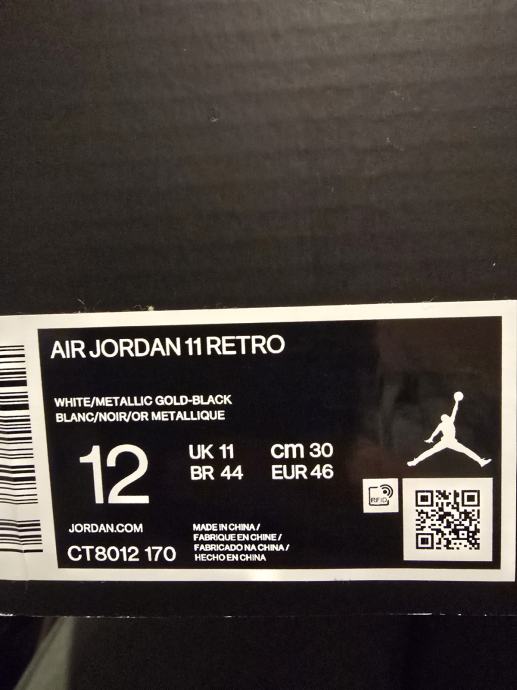 AIR JORDAN 11 RETRO
WHITE/METALLIC GOLD-BLACK
BLANC/NOIR/OR METALLIQUE
12
UK 11
cm 30
BR 44
EUR 46
RFID
JORDAN.COM
CT8012 170
MADE IN CHINA /
FABRIQUE EN CHINE /
FABRICADO NA CHINA /
HECHO EN CHINA